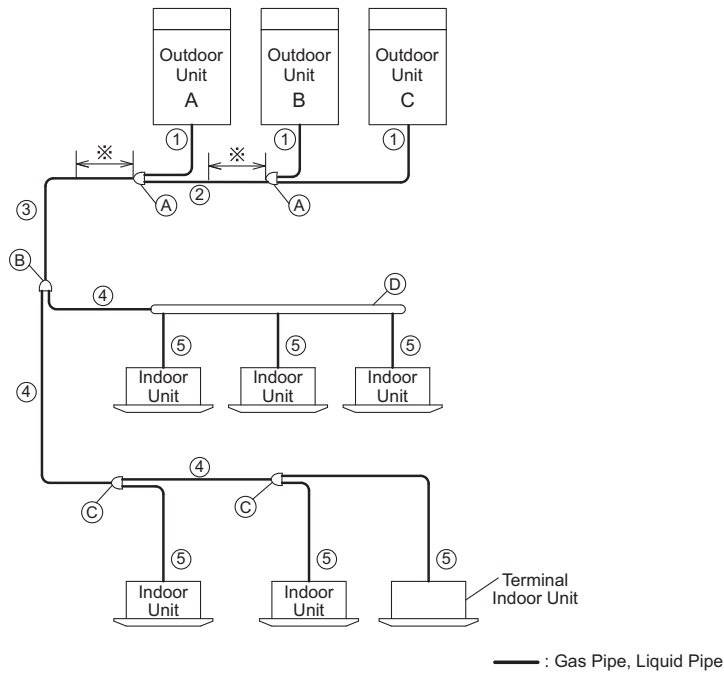 Outdoor
Unit
A
Outdoor
Unit
B
Outdoor
Unit
C
①
①
①
※
※
②
Ⓐ
Ⓐ
③
Ⓑ
④
Ⓓ
⑤
⑤
⑤
Indoor
Unit
Indoor
Unit
Indoor
Unit
④
④
Ⓒ
Ⓒ
⑤
⑤
⑤
Indoor
Unit
Indoor
Unit
Terminal
Indoor Unit
: Gas Pipe, Liquid Pipe